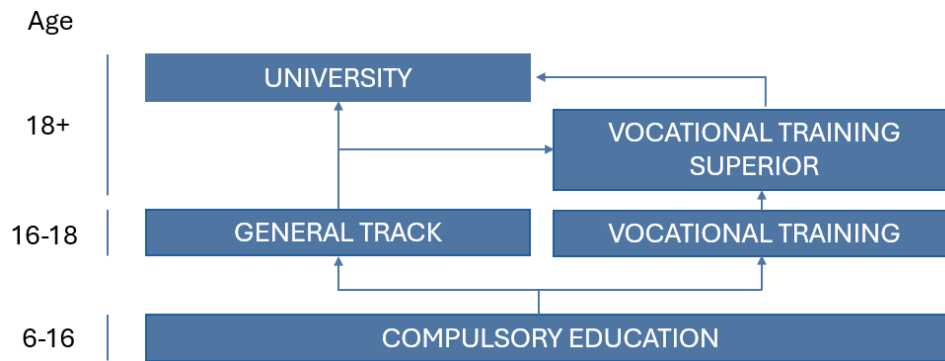 Age
UNIVERSITY
18+
VOCATIONAL TRAINING
SUPERIOR
16-18
GENERAL TRACK
VOCATIONAL TRAINING
6-16
COMPULSORY EDUCATION